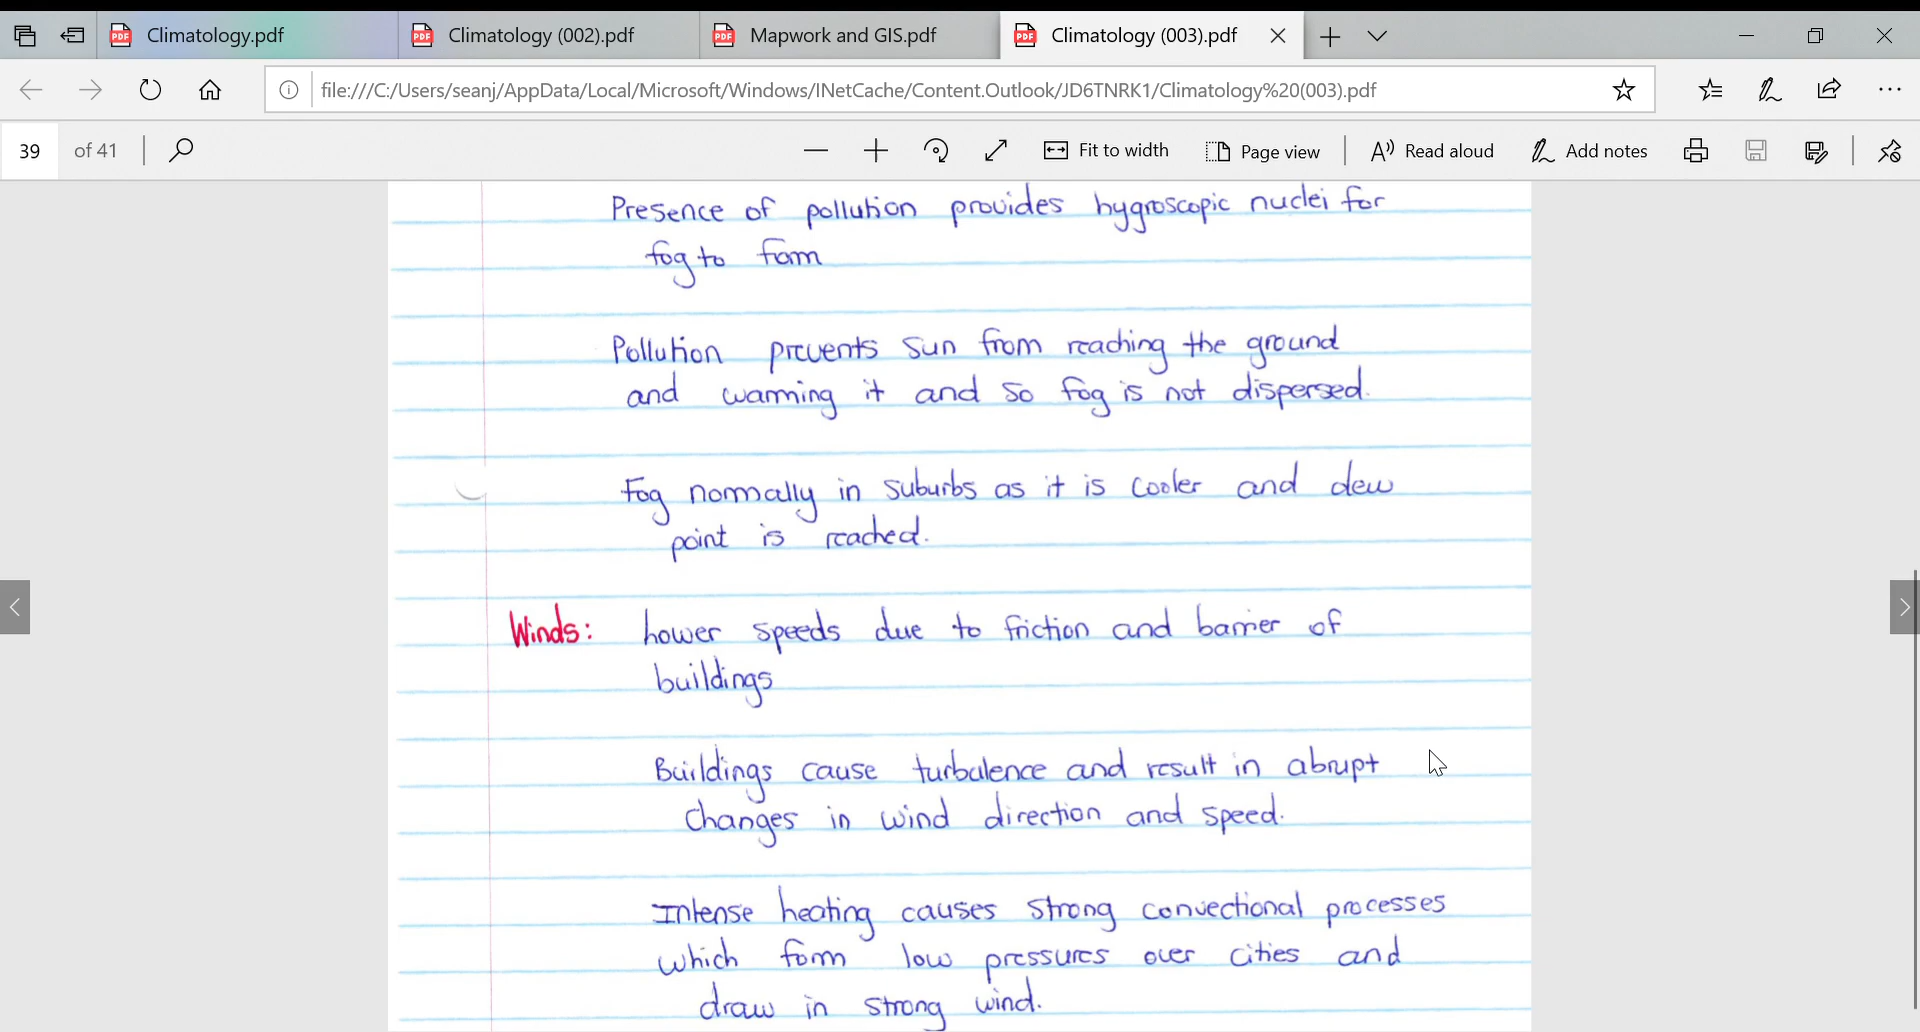 Climatology.pdf
Climatology (002).pdf
Mapwork and GIS.pdf
Climatology (003).pdf
file:///C:/Users/seanj/AppData/Local/Microsoft/Windows/INetCache/Content.Outlook/JD6TNRK1/Climatology%20(003).pdf
39 of 41
Fit to width
Page view
Read aloud
Add notes
Presence of pollution provides hygroscopic nuclei for
fog to form
Pollution prevents sun from reaching the ground
and warming it and so fog is not dispersed.
Fog normally in suburbs as it is cooler and dew
point is reached.
Winds: Lower speeds due to friction and barrier of
buildings
Buildings cause turbulence and result in abrupt
changes in wind direction and speed.
Intense heating causes strong convectional processes
which form low pressures over cities and
draw in strong wind.